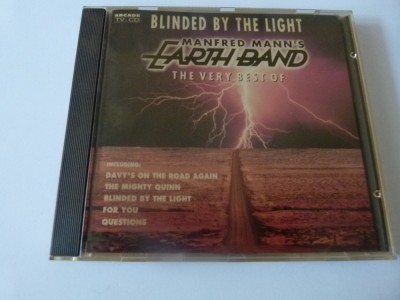 ARCADE
TV CD
BLINDED BY THE LIGHT
MANFRED MANN'S
EARTH BAND
THE VERY BEST OF
INCLUDING:
DAVY'S ON THE ROAD AGAIN
THE MIGHTY QUINN
BLINDED BY THE LIGHT
FOR YOU
QUESTIONS